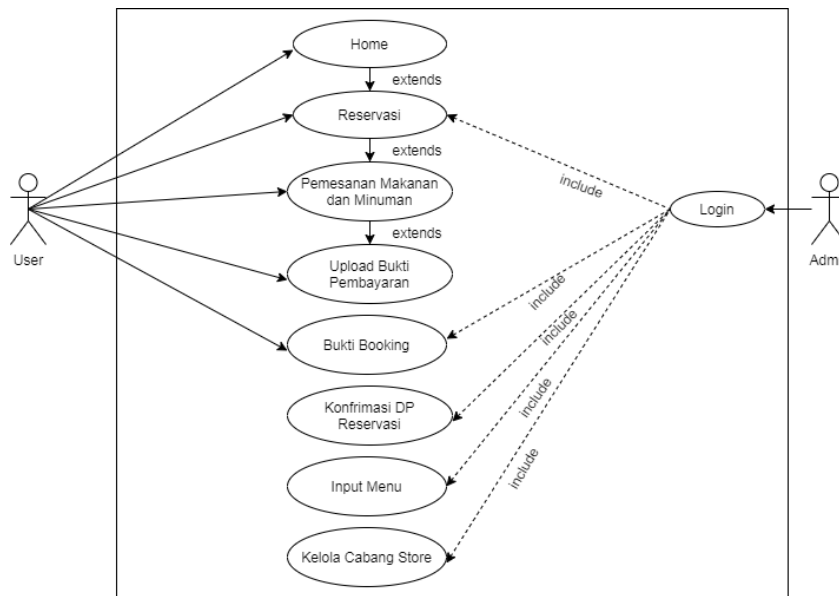 Home
extends
Reservasi
extends
Pemesanan Makanan
dan Minuman
include
Login
extends
User
Adm
Upload Bukti
Pembayaran
include
Bukti Booking
include
Konfrimasi DP
Reservasi
include
Input Menu
include
Kelola Cabang Store